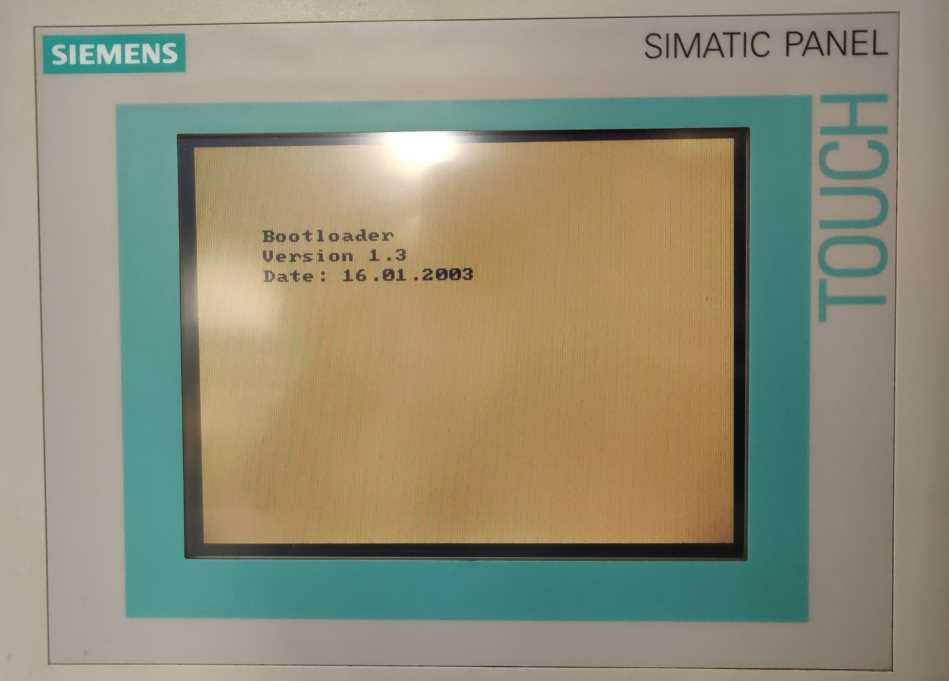 SIEMENS
SIMATIC PANEL
TOUCH
Bootloader
Version 1.3
Date: 16.01.2003